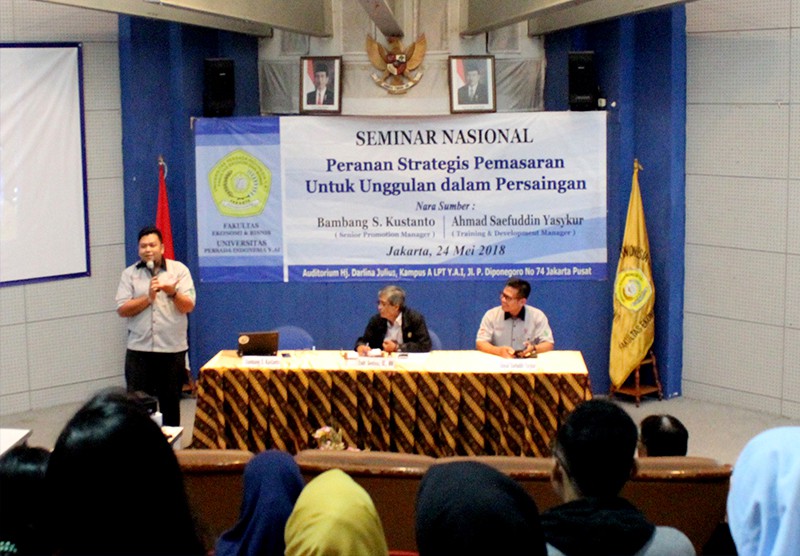 SEMINAR NASIONAL
Peranan Strategis Pemasaran
Untuk Unggulan dalam Persaingan
Nara Sumber :
Bambang S. Kustanto
( Senior Promotion Manager )
Ahmad Saefuddin Yasykur
( Training & Development Manager )
Jakarta, 24 Mei 2018
Auditorium Hj. Darlina Julius, Kampus A LPT Y.A.I, Jl. P. Diponegoro No 74 Jakarta Pusat
JAKARTA
FAKULTAS
EKONOMI & BISNIS
UNIVERSITAS
PERSADA INDONESIA Y.A.I